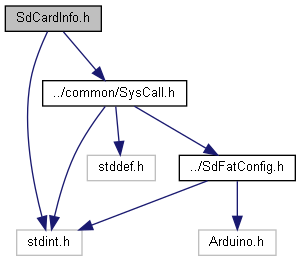 SdCardInfo.h
../common/SysCall.h
stddef.h
../SdFatConfig.h
stdint.h
Arduino.h